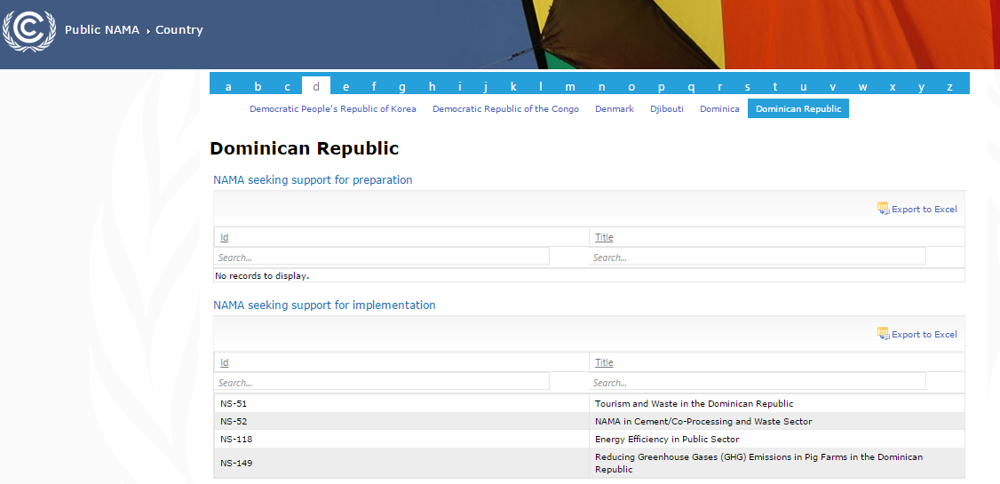 Public NAMA › Country
a b c d e f g h i j k l m n o p q r s t u v w x y z
Democratic People's Republic of Korea Democratic Republic of the Congo Denmark Djibouti Dominica Dominican Republic
Dominican Republic
NAMA seeking support for preparation
Export to Excel
Id Title
Search... Search...
No records to display.
NAMA seeking support for implementation
Export to Excel
Id Title
Search... Search...
NS-51 Tourism and Waste in the Dominican Republic
NS-52 NAMA in Cement/Co-Processing and Waste Sector
NS-118 Energy Efficiency in Public Sector
NS-149 Reducing Greenhouse Gases (GHG) Emissions in Pig Farms in the Dominican
Republic